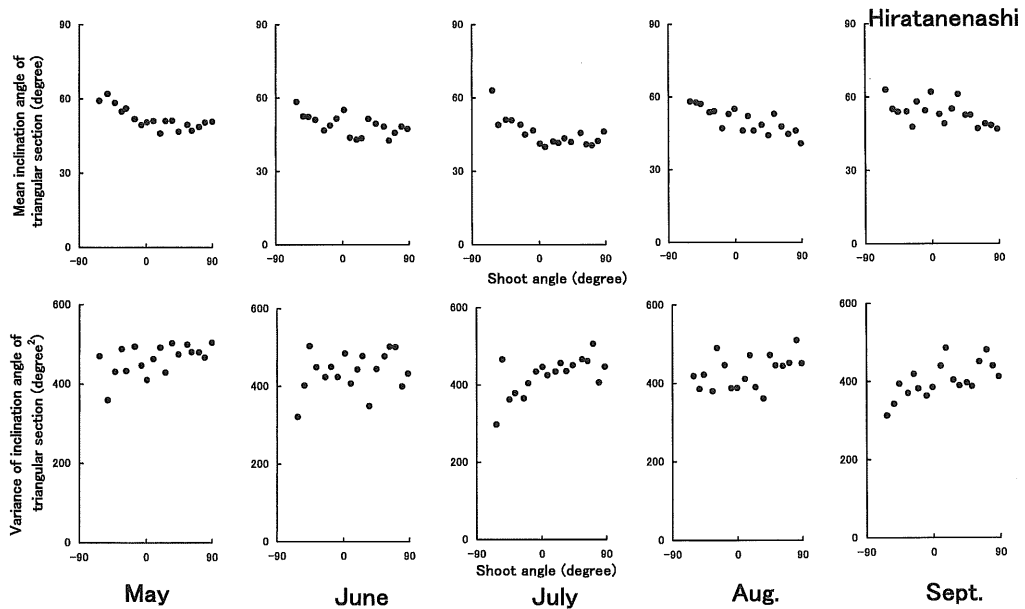 Hiratanenashi
Mean inclination angle of
triangular section (degree)
90 90 90 90 90
60 60 60 60 60
30 30 30 30 30
0 0 0 0 0
-90 0 90 -90 0 90 -90 0 90 -90 0 90 -90 0 90
Shoot angle (degree)
Variance of inclination angle of
triangular section (degree²)
600 600 600 600 600
400 400 400 400 400
200 200 200 200 200
0 0 0 0 0
-90 0 90 -90 0 90 -90 0 90 -90 0 90 -90 0 90
Shoot angle (degree)
May June July Aug. Sept.